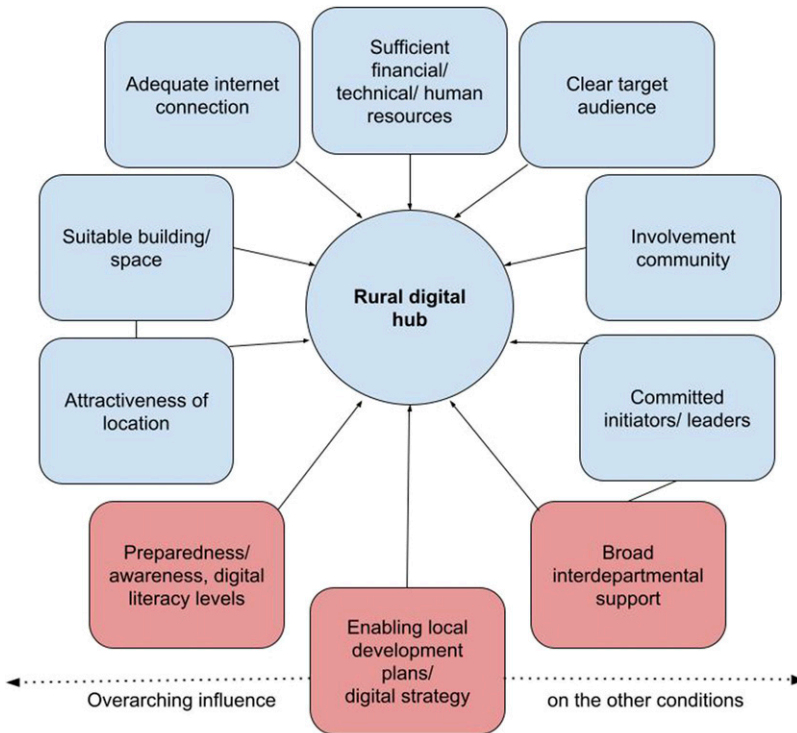 Sufficient
financial/
technical/ human
resources
Adequate internet
connection
Clear target
audience
Suitable building/
space
Involvement
community
Rural digital
hub
Attractiveness of
location
Committed
initiators/ leaders
Preparedness/
awareness, digital
literacy levels
Broad
interdepartmental
support
Enabling local
development
plans/
digital strategy
Overarching influence
on the other conditions